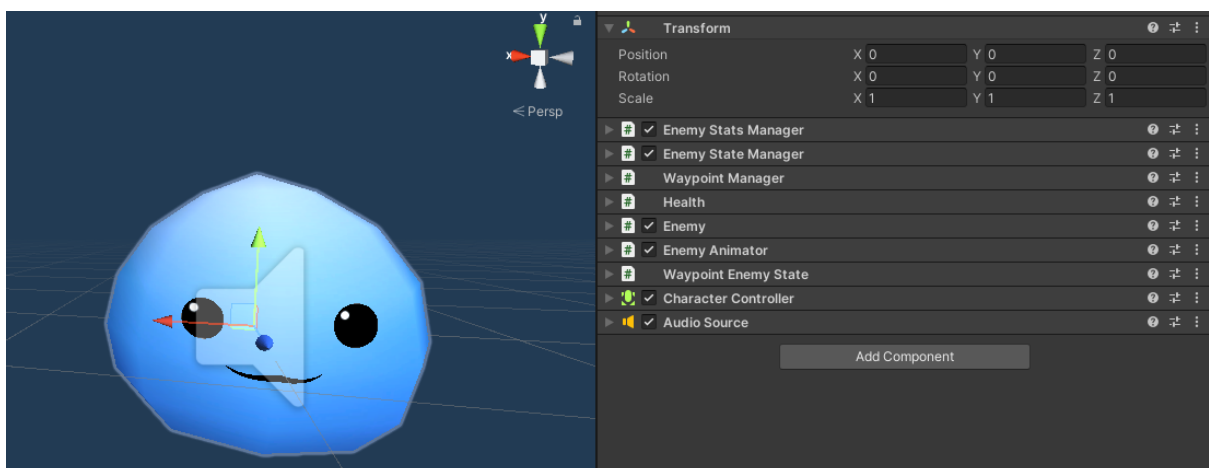 y
x
< Persp
Transform
Position X 0 Y 0 Z 0
Rotation X 0 Y 0 Z 0
Scale X 1 Y 1 Z 1
# Enemy Stats Manager
# Enemy State Manager
# Waypoint Manager
# Health
# Enemy
# Enemy Animator
# Waypoint Enemy State
Character Controller
Audio Source
Add Component